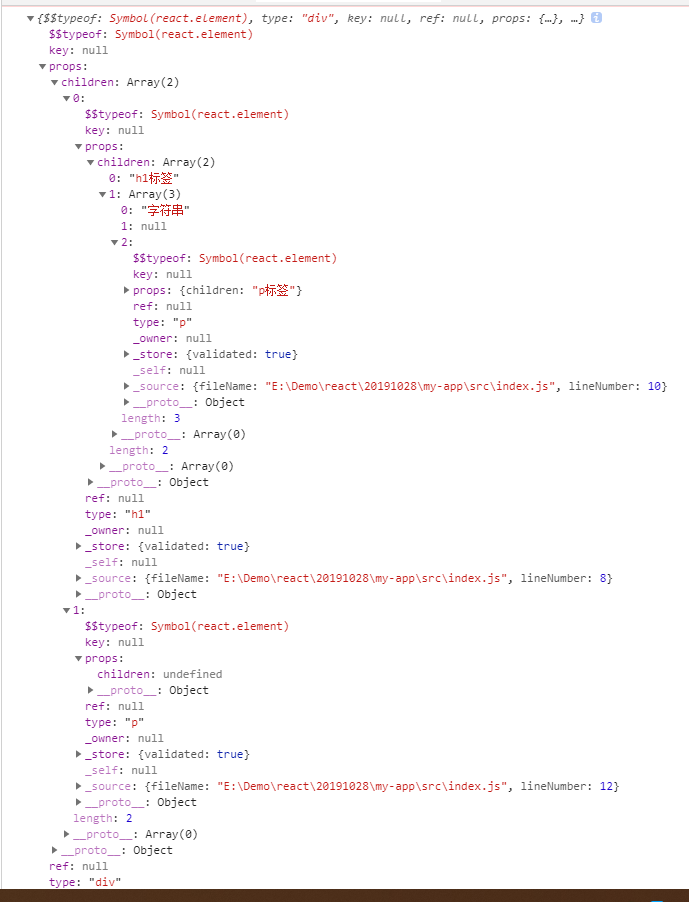 {$$typeof: Symbol(react.element), type: "div", key: null, ref: null, props: {…}, …}
$$typeof: Symbol(react.element)
key: null
props:
children: Array(2)
0:
$$typeof: Symbol(react.element)
key: null
props:
children: Array(2)
0: "h1标签"
1: Array(3)
0: "字符串"
1: null
2:
$$typeof: Symbol(react.element)
key: null
props: {children: "p标签"}
ref: null
type: "p"
_owner: null
_store: {validated: true}
_self: null
_source: {fileName: "E:\Demo\react\20191028\my-app\src\index.js", lineNumber: 10}
__proto__: Object
length: 3
__proto__: Array(0)
length: 2
__proto__: Array(0)
__proto__: Object
ref: null
type: "h1"
_owner: null
_store: {validated: true}
_self: null
_source: {fileName: "E:\Demo\react\20191028\my-app\src\index.js", lineNumber: 8}
__proto__: Object
1:
$$typeof: Symbol(react.element)
key: null
props:
children: undefined
__proto__: Object
ref: null
type: "p"
_owner: null
_store: {validated: true}
_self: null
_source: {fileName: "E:\Demo\react\20191028\my-app\src\index.js", lineNumber: 12}
__proto__: Object
length: 2
__proto__: Array(0)
__proto__: Object
ref: null
type: "div"